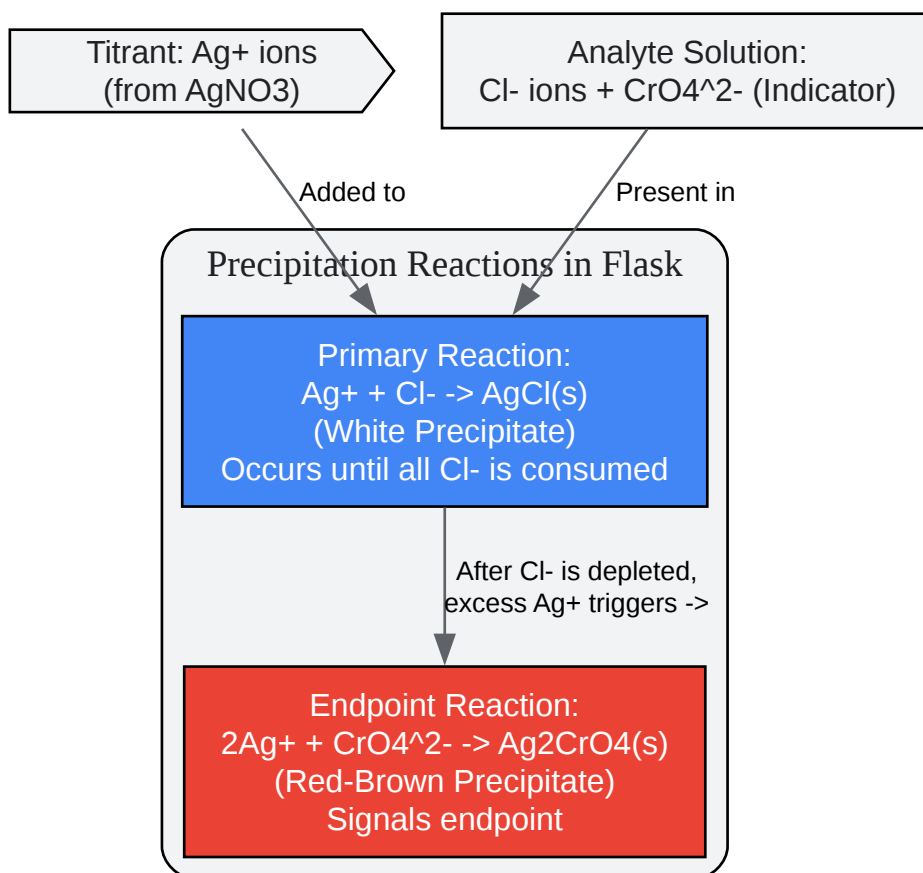 Titrant: Ag+ ions
(from AgNO3)
Analyte Solution:
Cl- ions + CrO4^2- (Indicator)
Added to
Present in
Precipitation Reactions in Flask
Primary Reaction:
Ag+ + Cl- -> AgCl(s)
(White Precipitate)
Occurs until all Cl- is consumed
After Cl- is depleted,
excess Ag+ triggers ->
Endpoint Reaction:
2Ag+ + CrO4^2- -> Ag2CrO4(s)
(Red-Brown Precipitate)
Signals endpoint